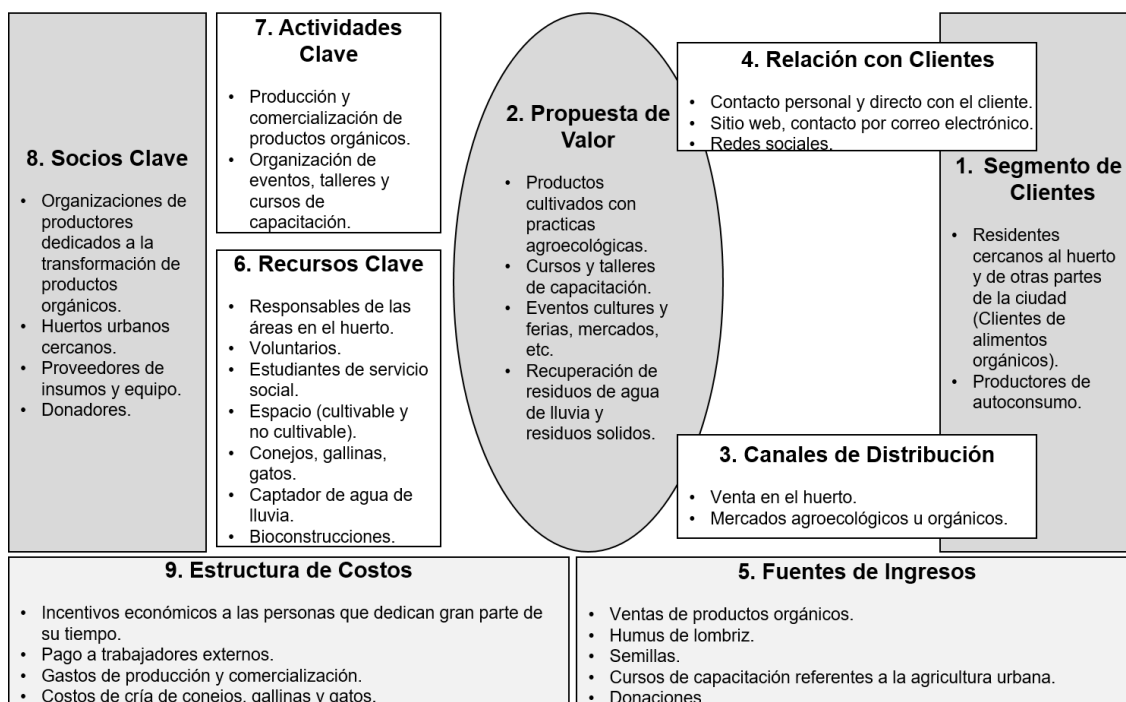 8. Socios Clave
• Organizaciones de
productores
dedicados a la
transformación de
productos
orgánicos.
• Huertos urbanos
cercanos.
• Proveedores de
insumos y equipo.
• Donadores.
7. Actividades
Clave
• Producción y
comercialización de
productos orgánicos.
• Organización de
eventos, talleres y
cursos de
capacitación.
6. Recursos Clave
• Responsables de las
áreas en el huerto.
• Voluntarios.
• Estudiantes de servicio
social.
• Espacio (cultivable y
no cultivable).
• Conejos, gallinas,
gatos.
• Captador de agua de
lluvia.
• Bioconstrucciones.
2. Propuesta de
Valor
• Productos
cultivados con
practicas
agroecológicas.
• Cursos y talleres
de capacitación.
• Eventos cultures y
ferias, mercados,
etc.
• Recuperación de
residuos de agua
de lluvia y
residuos solidos.
4. Relación con Clientes
• Contacto personal y directo con el cliente.
• Sitio web, contacto por correo electrónico.
• Redes sociales.
3. Canales de Distribución
• Venta en el huerto.
• Mercados agroecológicos u orgánicos.
1. Segmento de
Clientes
• Residentes
cercanos al huerto
y de otras partes
de la ciudad
(Clientes de
alimentos
orgánicos).
• Productores de
autoconsumo.
9. Estructura de Costos
• Incentivos económicos a las personas que dedican gran parte de
su tiempo.
• Pago a trabajadores externos.
• Gastos de producción y comercialización.
• Costos de cría de conejos, gallinas y gatos.
5. Fuentes de Ingresos
• Ventas de productos orgánicos.
• Humus de lombriz.
• Semillas.
• Cursos de capacitación referentes a la agricultura urbana.
• Donaciones